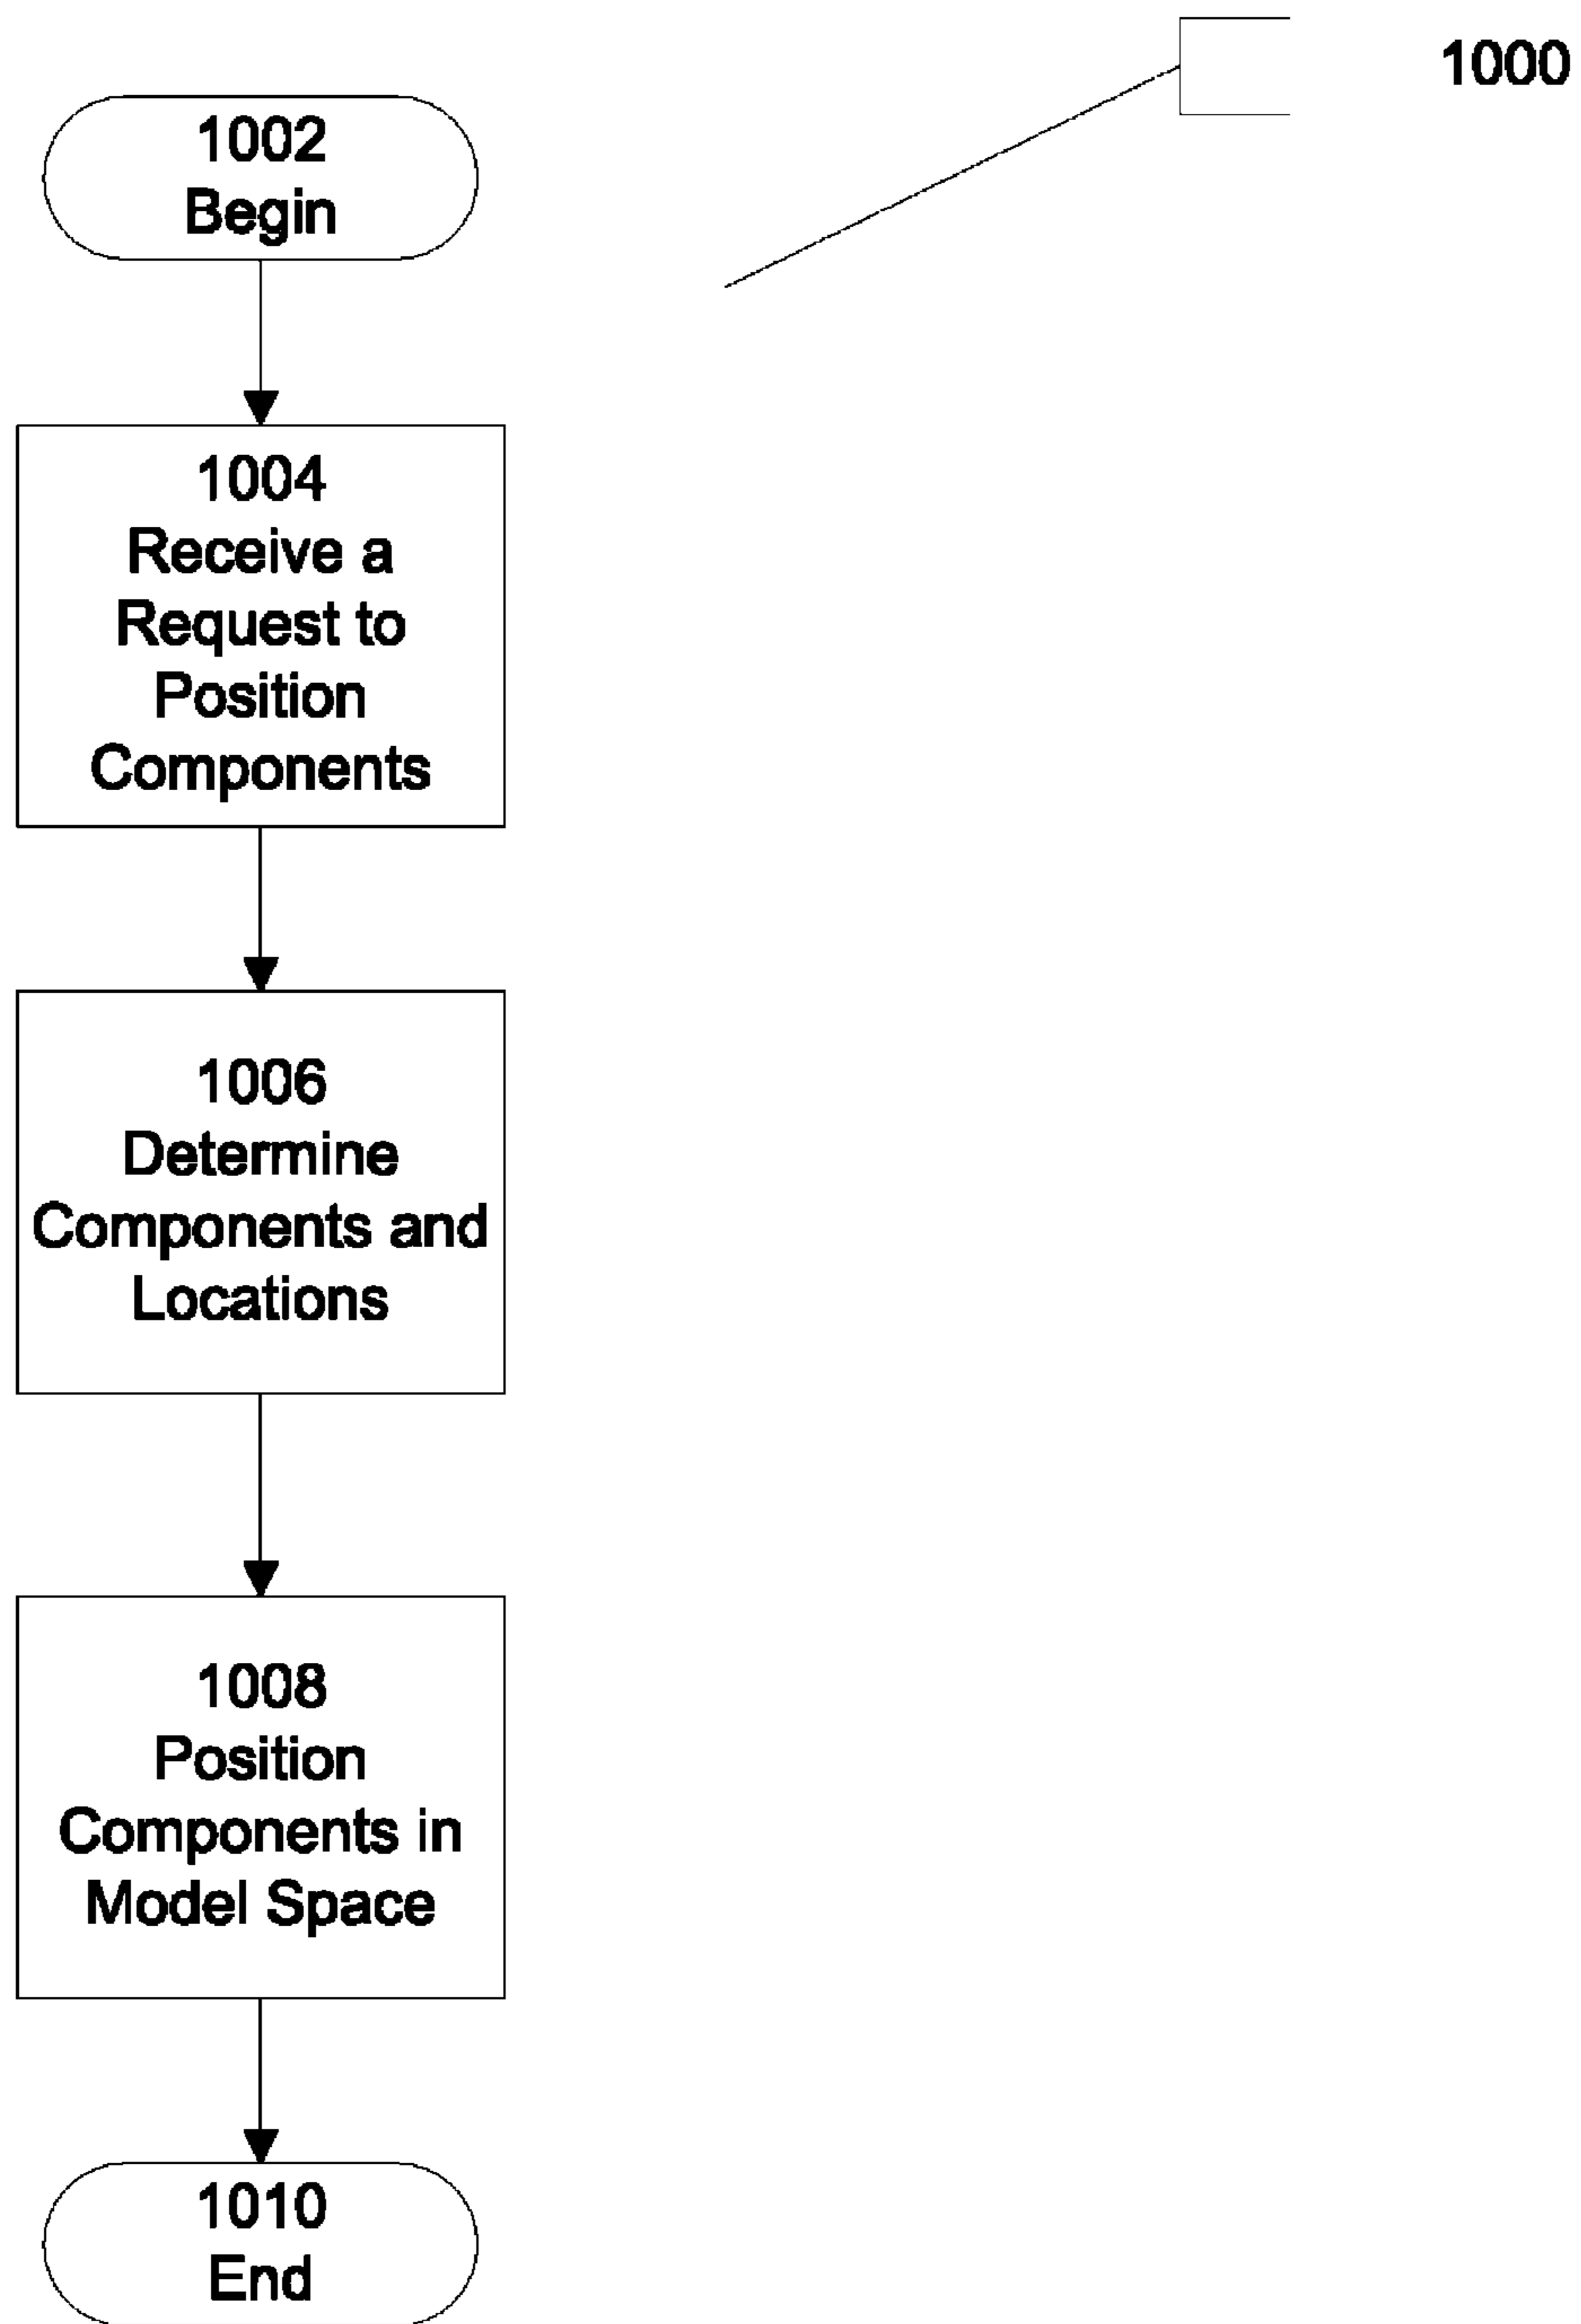 1000
1002
Begin
1004
Receive a
Request to
Position
Components
1006
Determine
Components and
Locations
1008
Position
Components in
Model Space
1010
End